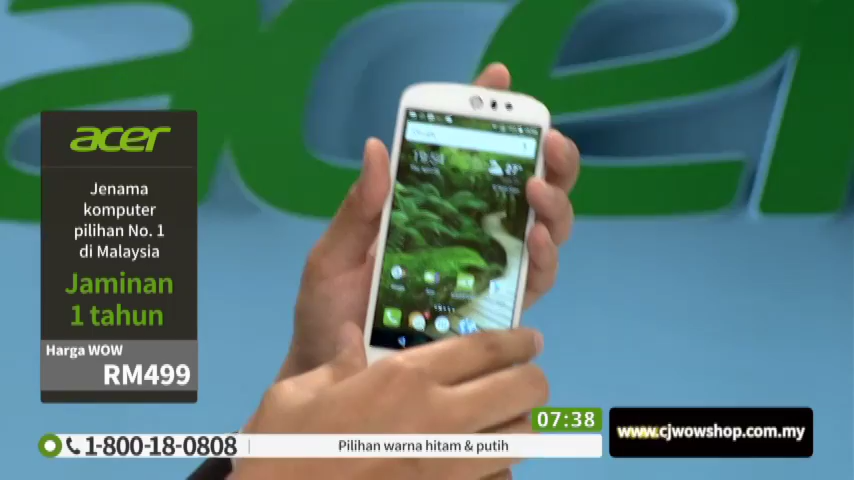 acer
acer
Jenama
komputer
pilihan No. 1
di Malaysia
Jaminan
1 tahun
Harga WOW
RM499
07:38
1-800-18-0808
Pilihan warna hitam & putih
www.cjwowshop.com.my